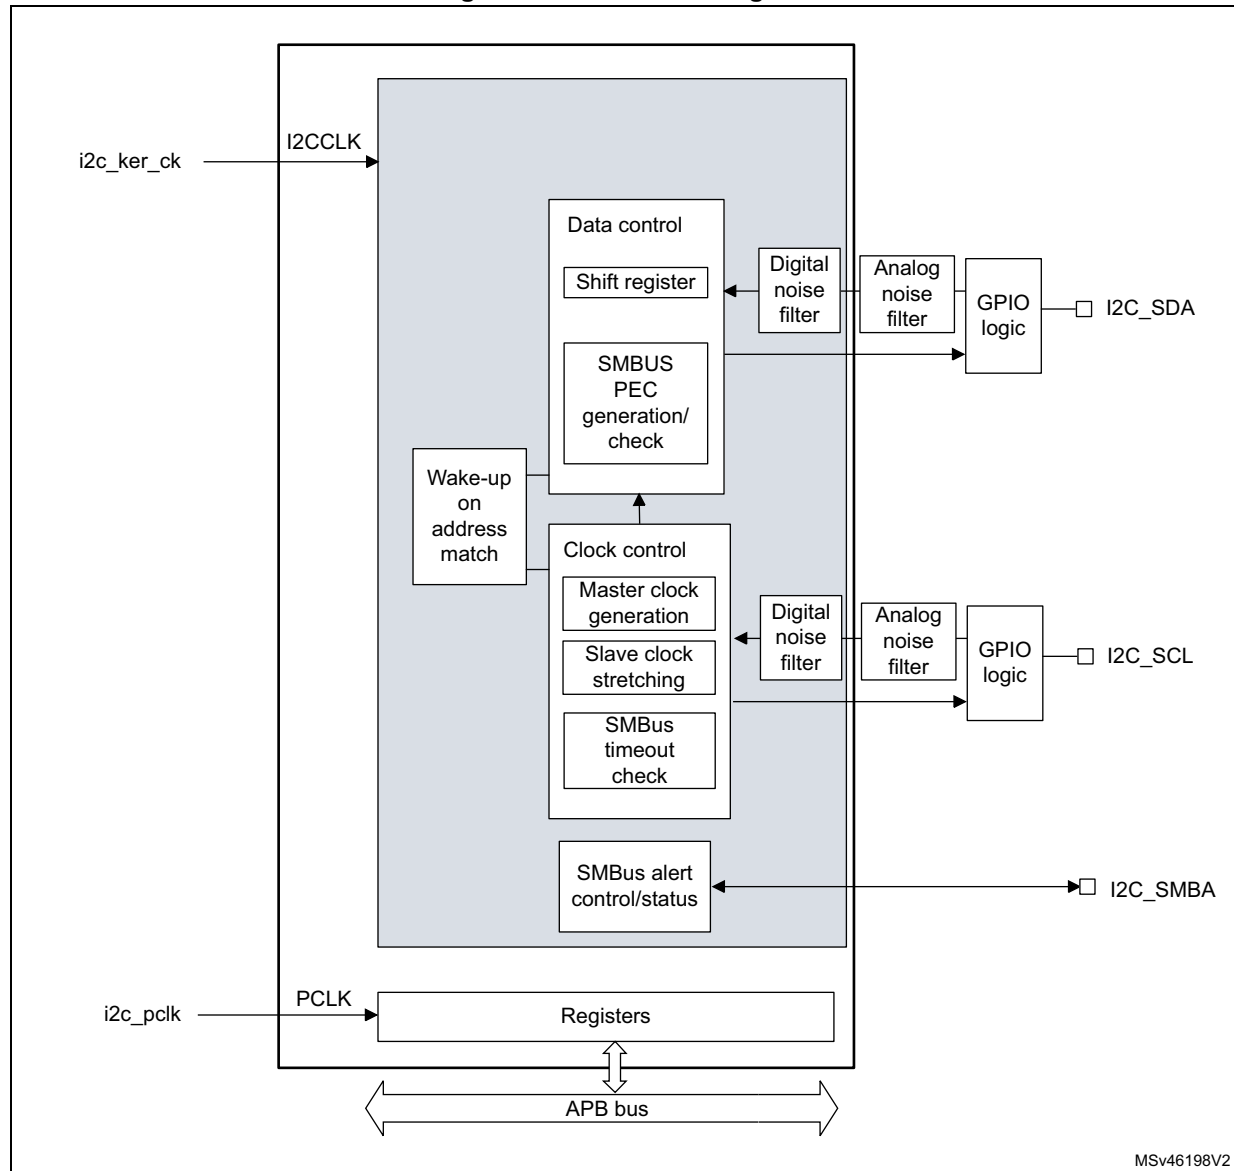 I2CCLK
i2c_ker_ck
Data control
Shift register
SMBUS
PEC
generation/
check
Digital
noise
filter
Analog
noise
filter
GPIO
logic
I2C_SDA
Wake-up
on
address
match
Clock control
Master clock
generation
Slave clock
stretching
SMBus
timeout
check
Digital
noise
filter
Analog
noise
filter
GPIO
logic
I2C_SCL
SMBus alert
control/status
I2C_SMBA
PCLK
i2c_pclk
Registers
APB bus
MSv46198V2